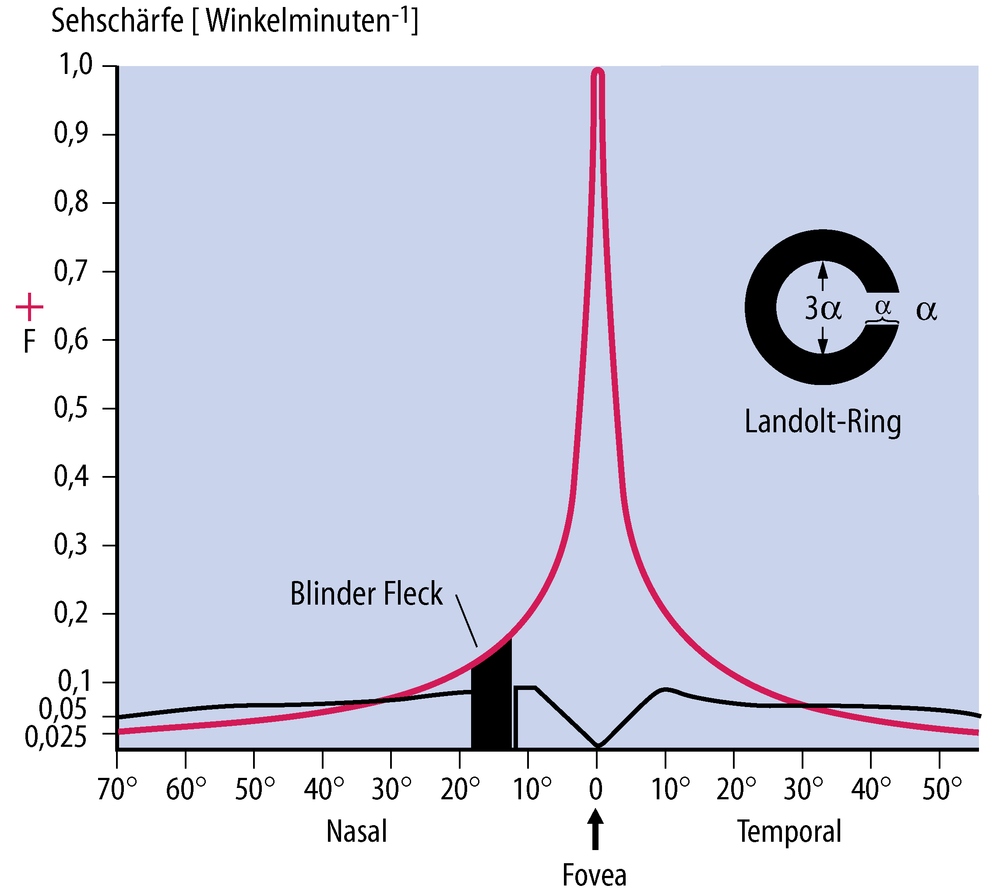 Sehschärfe [ Winkelminuten⁻¹]
1,0
0,9
0,8
0,7
+
F
0,6
0,5
0,4
0,3
0,2
0,1
0,05
0,025
3α
α
α
Landolt-Ring
Blinder Fleck
70° 60° 50° 40° 30° 20° 10° 0 10° 20° 30° 40° 50°
Nasal
Temporal
Fovea